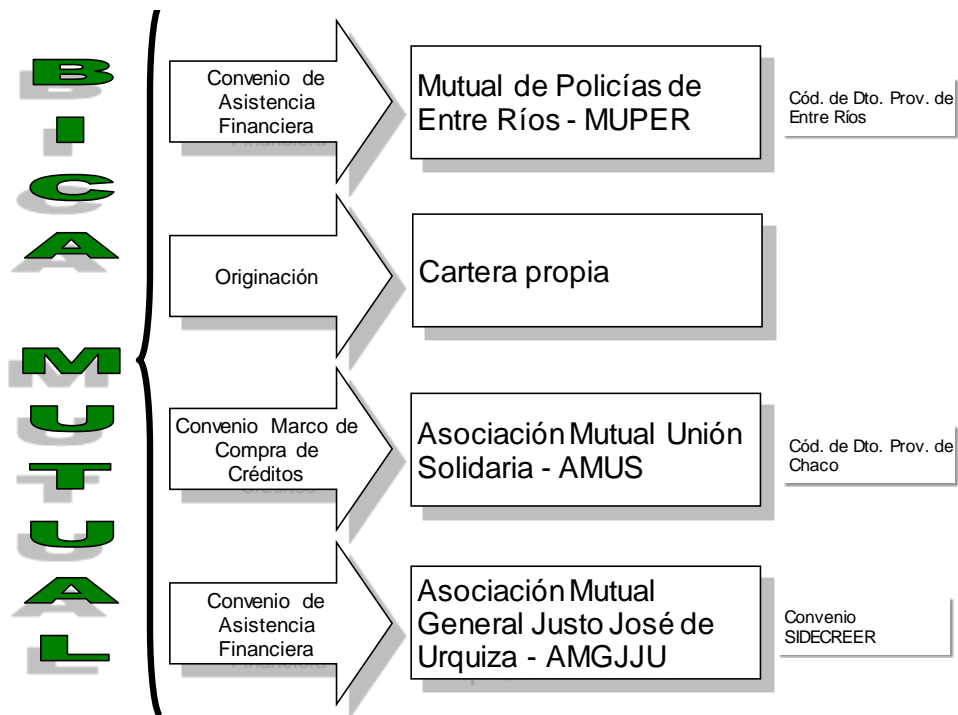 BICA MUTUAL
Convenio de
Asistencia
Financiera
Mutual de Policías de
Entre Ríos - MUPER
Cód. de Dto. Prov. de
Entre Ríos
Originación
Cartera propia
Convenio Marco de
Compra de
Créditos
Asociación Mutual Unión
Solidaria - AMUS
Cód. de Dto. Prov. de
Chaco
Convenio de
Asistencia
Financiera
Asociación Mutual
General Justo José de
Urquiza - AMGJJU
Convenio
SIDECREER